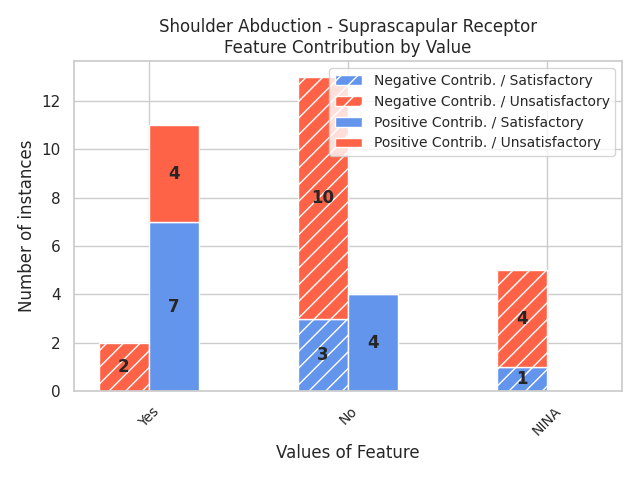 Shoulder Abduction - Suprascapular Receptor
Feature Contribution by Value
Negative Contrib. / Satisfactory
Negative Contrib. / Unsatisfactory
Positive Contrib. / Satisfactory
Positive Contrib. / Unsatisfactory
Number of instances
12
10
8
6
4
2
0
2
4
7
10
3
4
4
1
Yes
No
NINA
Values of Feature